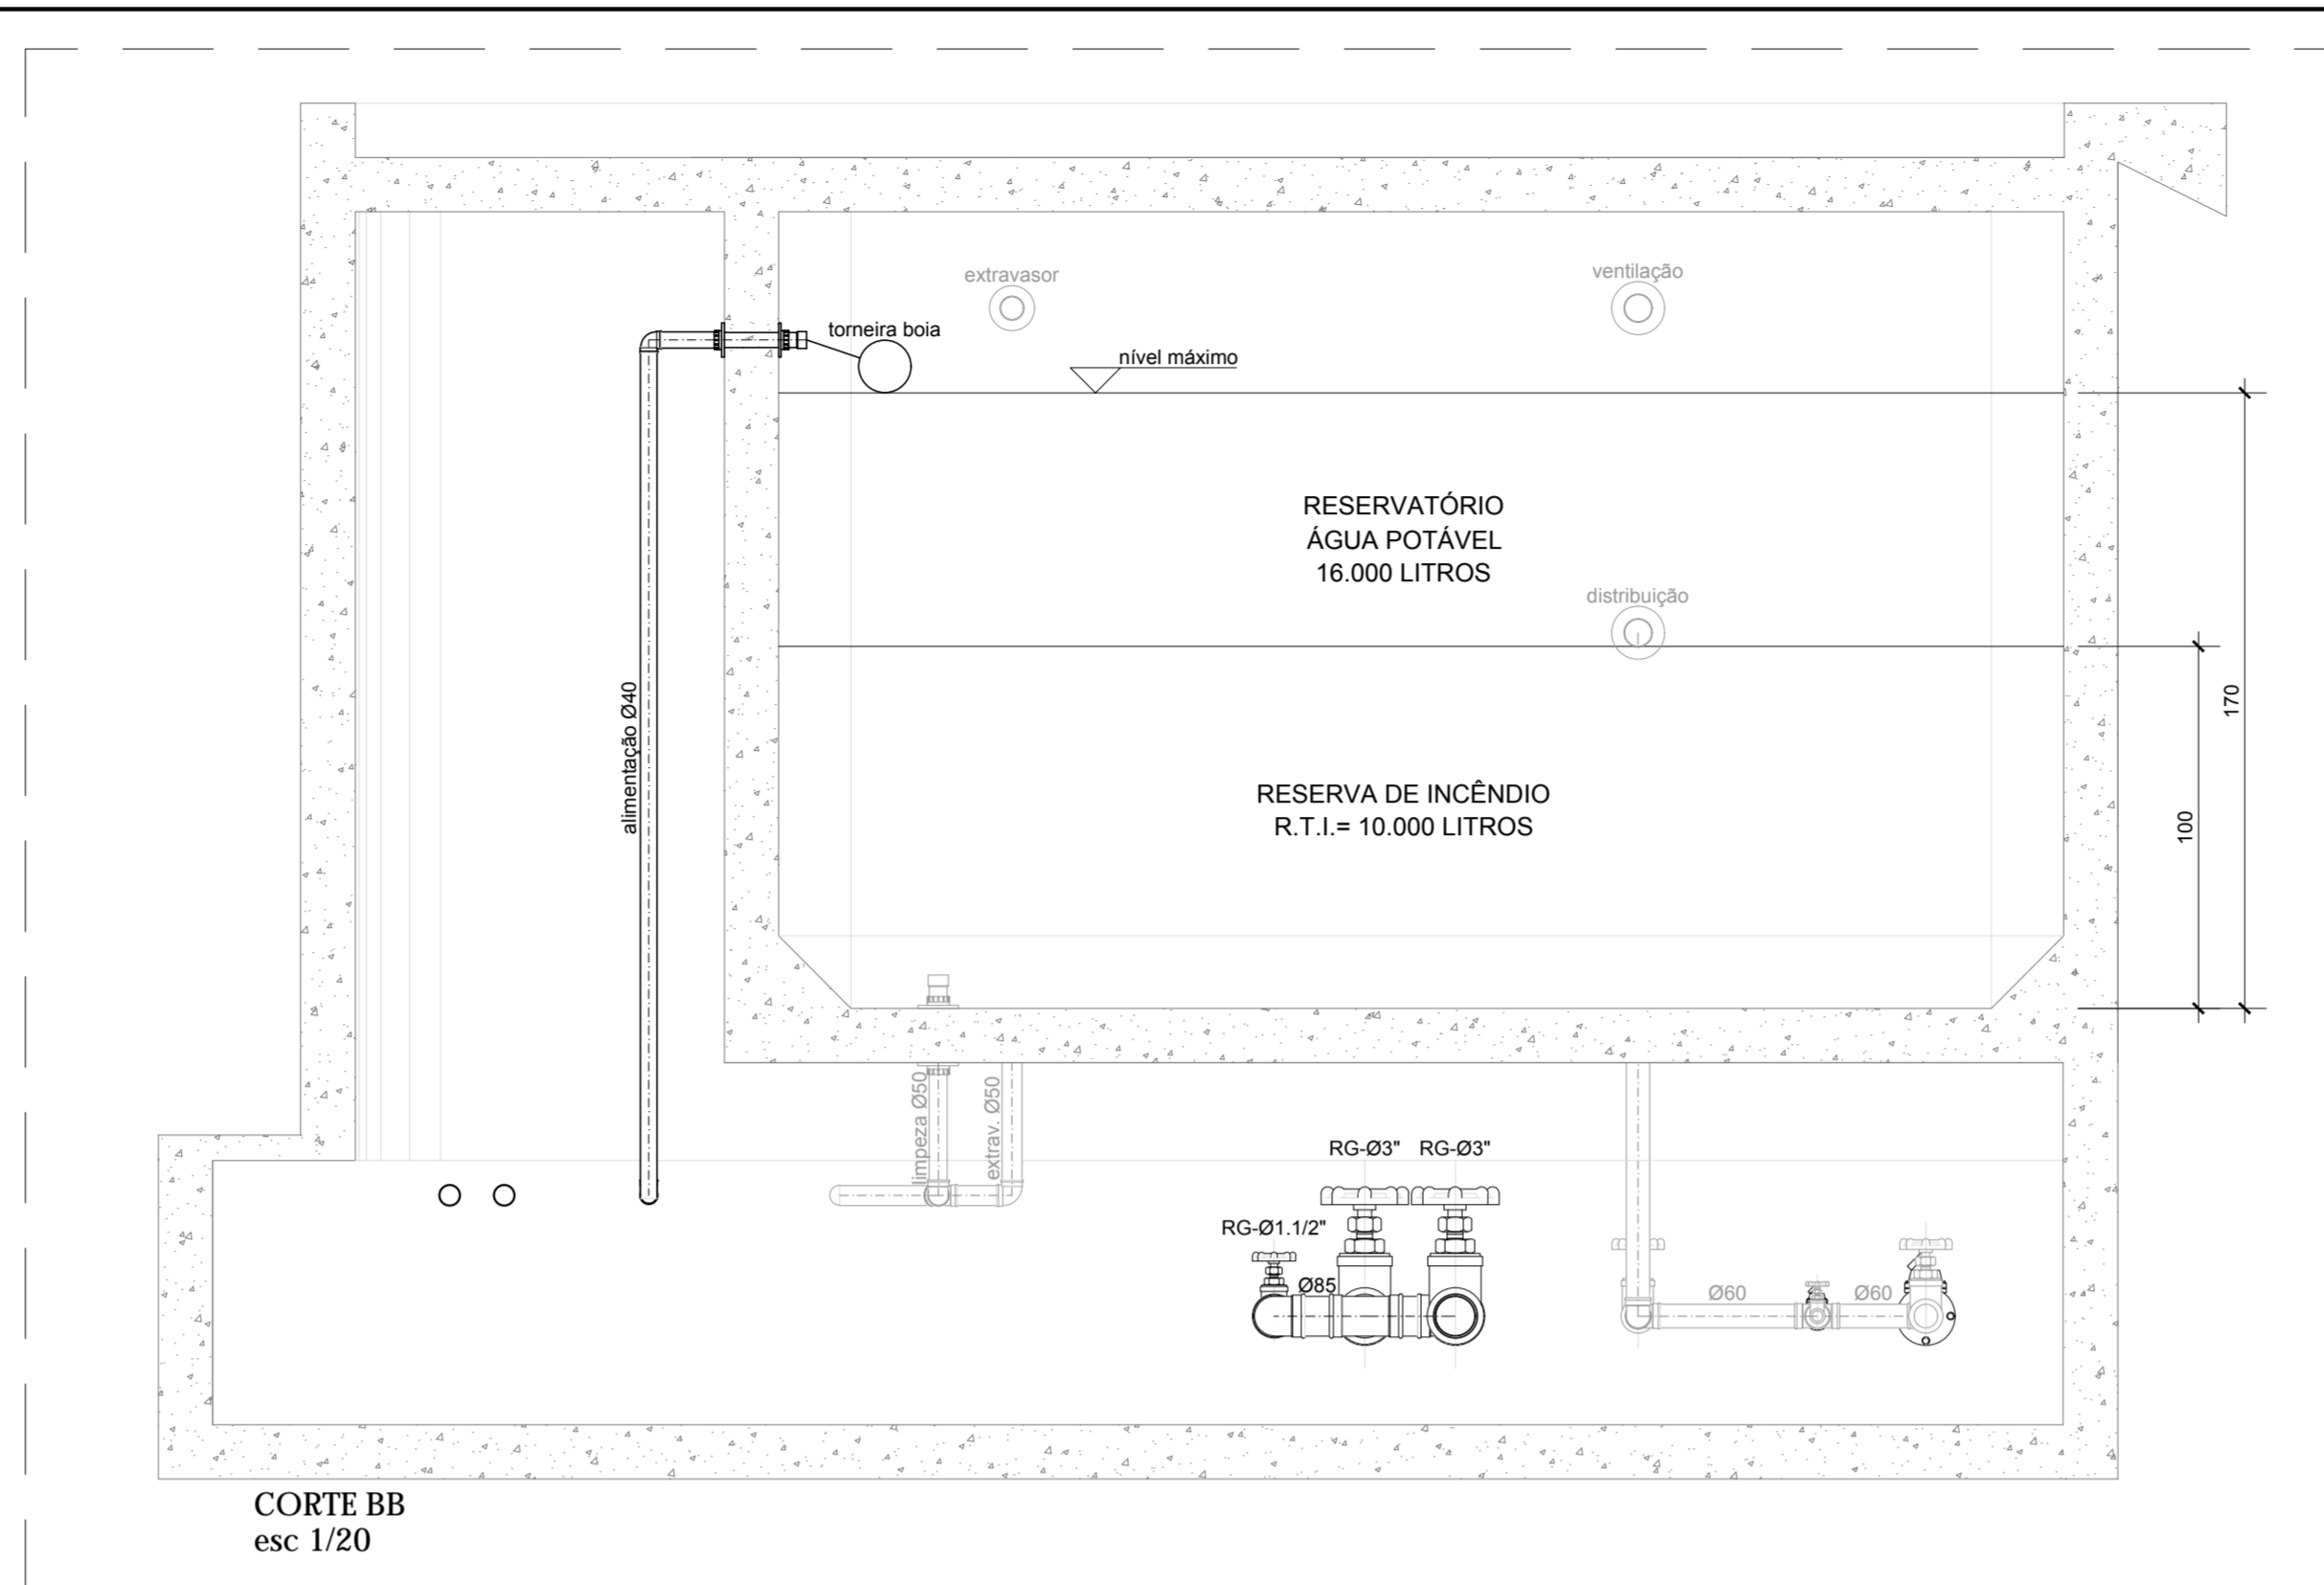 extravasor
ventilação
torneira boia
nível máximo
RESERVATÓRIO
ÁGUA POTÁVEL
16.000 LITROS
distribuição
alimentação Ø40
170
RESERVA DE INCÊNDIO
R.T.I.= 10.000 LITROS
100
limpeza Ø50
extrav. Ø50
RG-Ø3"
RG-Ø3"
RG-Ø1.1/2"
Ø85
Ø60
Ø60
CORTE BB
esc 1/20